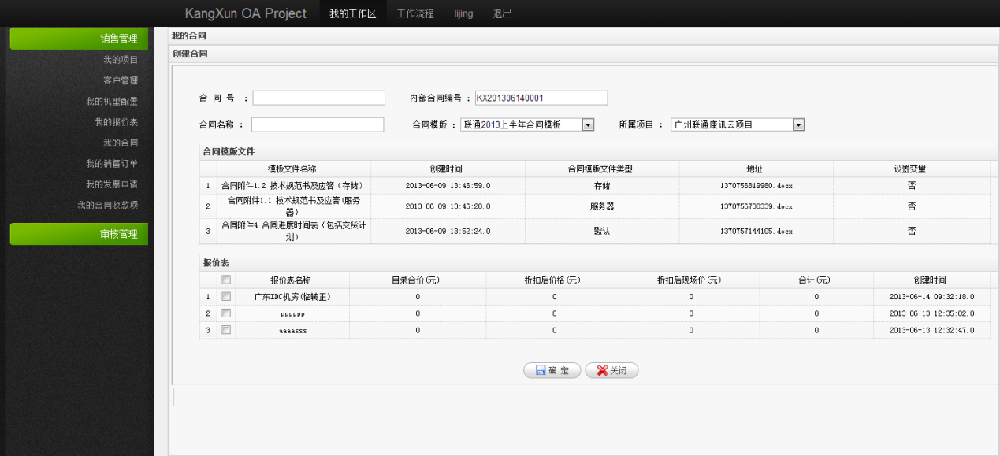 KangXun OA Project 我的工作区 工作流程 lijing 退出
销售管理
我的项目
客户管理
我的机型配置
我的报价表
我的合同
我的销售订单
我的发票申请
我的合同收款项
审核管理
我的合同
创建合同
合 同 号 ： 内部合同编号 ： KX201306140001
合同名称 ： 合同模版 ： 联通2013上半年合同模板 所属项目 ： 广州联通康讯云项目
合同模版文件
模板文件名称 创建时间 合同模版文件类型 地址 设置变量
1 合同附件1.2 技术规范书及应答（存储） 2013-06-09 13:46:59.0 存储 1370756819980.docx 否
2 合同附件1.1 技术规范书及应答(服务器） 2013-06-09 13:46:28.0 服务器 1370756788339.docx 否
3 合同附件4 合同进度时间表（包括交货计划） 2013-06-09 13:52:24.0 默认 1370757144105.docx 否
报价表
报价表名称 目录合价(元) 折扣后价格(元) 折扣后现场价(元) 合计(元) 创建时间
1 广东IDC机房(临转正） 0 0 0 0 2013-06-14 09:32:18.0
2 pppppp 0 0 0 0 2013-06-13 12:35:02.0
3 aaaasss 0 0 0 0 2013-06-13 12:32:47.0
确 定 关闭